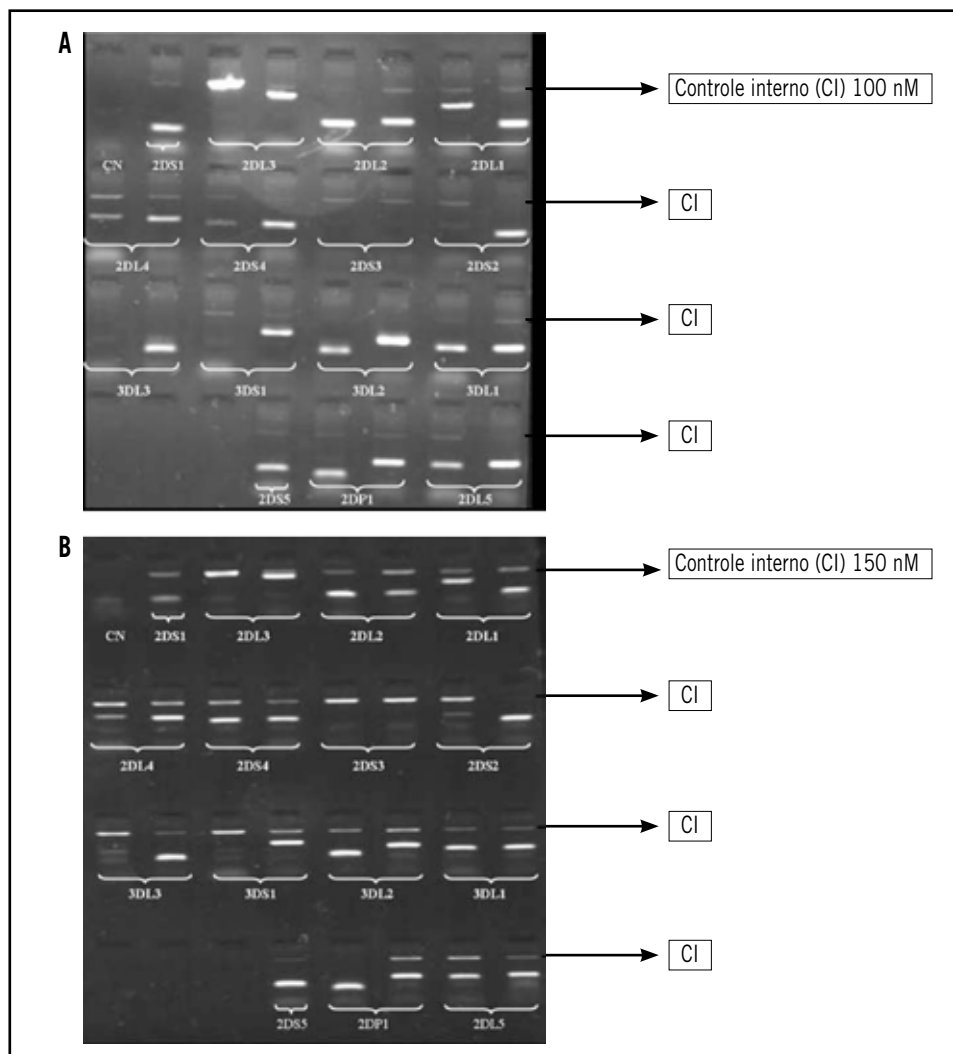 A
Controle interno (CI) 100 nM
CN 2DS1 2DL3 2DL2 2DL1
CI
2DL4 2DS4 2DS3 2DS2
CI
3DL3 3DS1 3DL2 3DL1
CI
2DS5 2DP1 2DL5
B
Controle interno (CI) 150 nM
CN 2DS1 2DL3 2DL2 2DL1
CI
2DL4 2DS4 2DS3 2DS2
CI
3DL3 3DS1 3DL2 3DL1
CI
2DS5 2DP1 2DL5